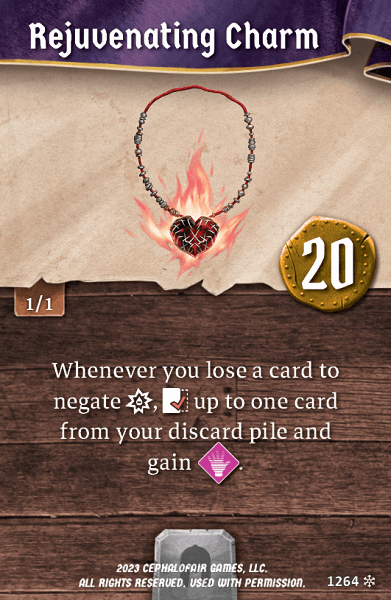 Rejuvenating Charm
20
1/1
Whenever you lose a card to
negate , up to one card
from your discard pile and
gain .
2023 CEPHALOFAIR GAMES, LLC.
ALL RIGHTS RESERVED. USED WITH PERMISSION.
1264